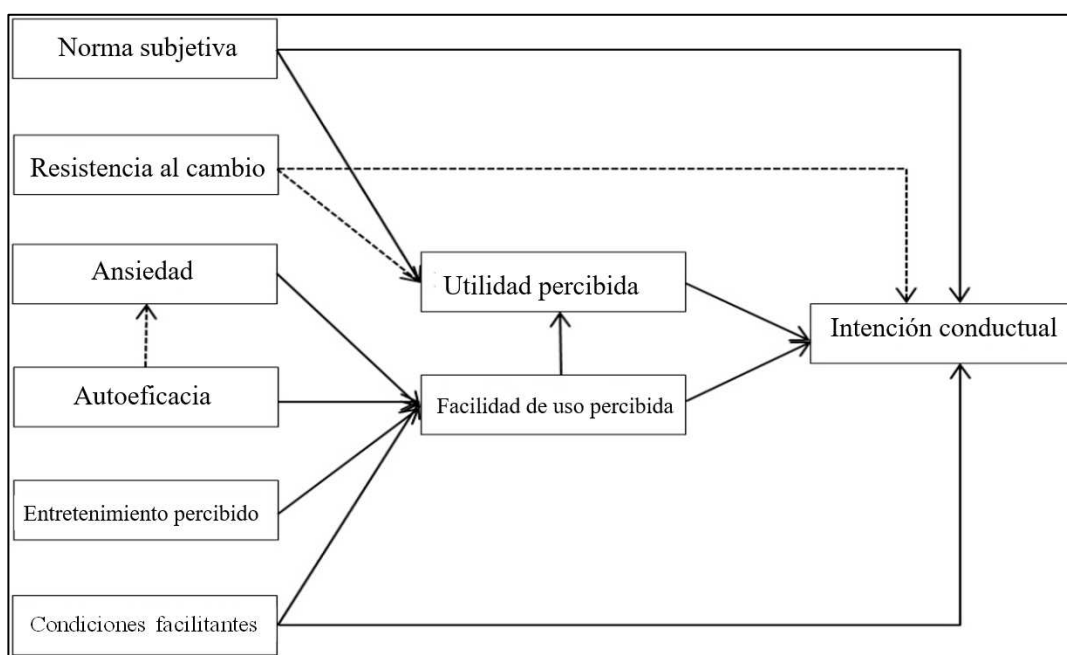 Norma subjetiva
Resistencia al cambio
Ansiedad
Utilidad percibida
Intención conductual
Autoeficacia
Facilidad de uso percibida
Entretenimiento percibido
Condiciones facilitantes